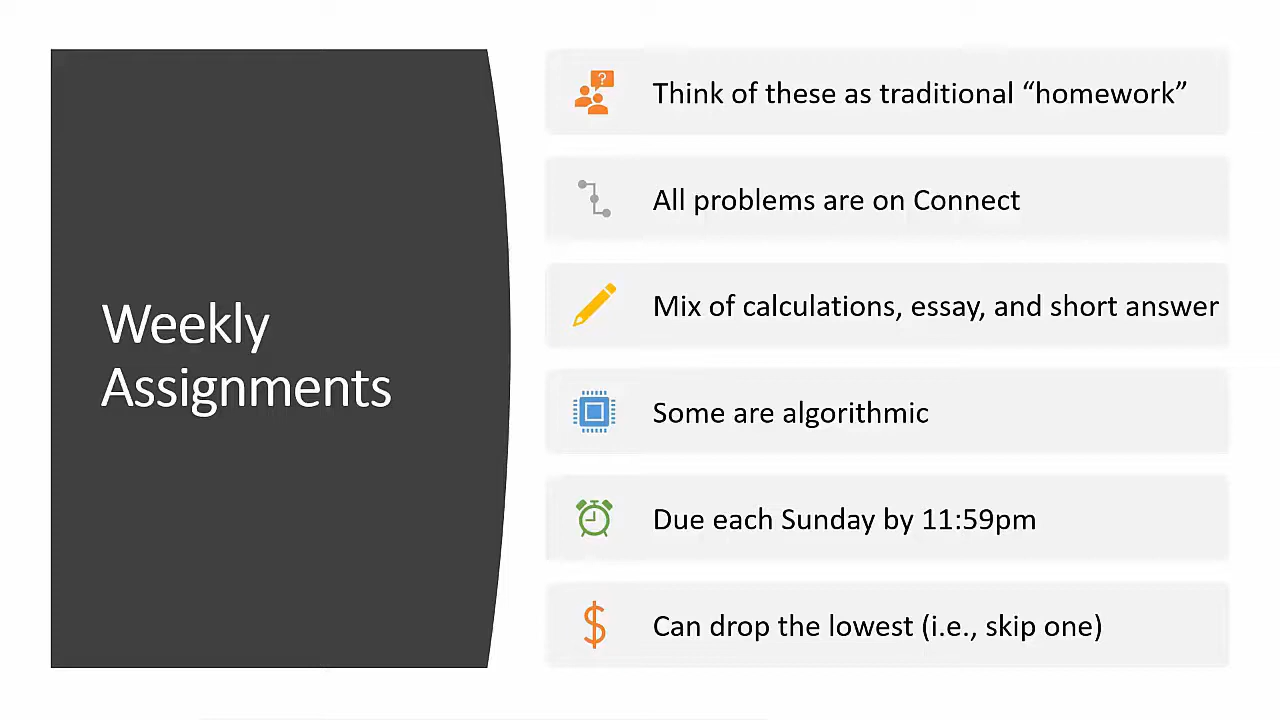 Weekly
Assignments
?
Think of these as traditional “homework”
All problems are on Connect
Mix of calculations, essay, and short answer
Some are algorithmic
Due each Sunday by 11:59pm
$
Can drop the lowest (i.e., skip one)